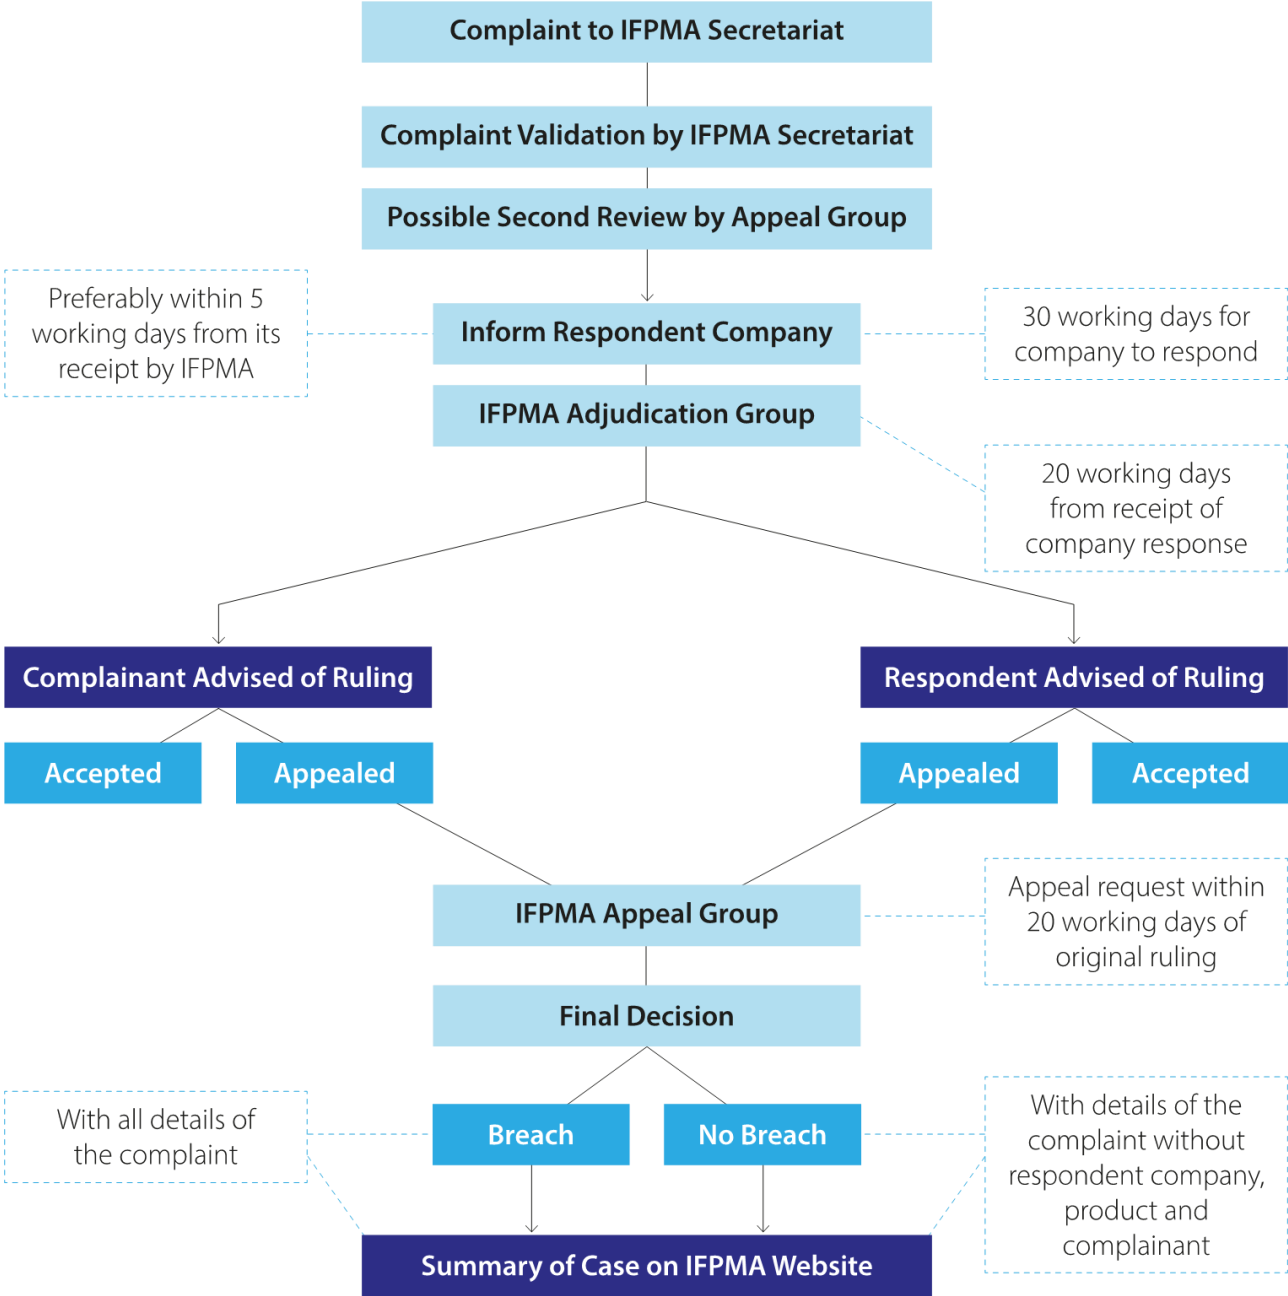 Complaint to IFPMA Secretariat
Complaint Validation by IFPMA Secretariat
Possible Second Review by Appeal Group
Preferably within 5
working days from its
receipt by IFPMA
Inform Respondent Company
30 working days for
company to respond
IFPMA Adjudication Group
20 working days
from receipt of
company response
Complainant Advised of Ruling
Respondent Advised of Ruling
Accepted
Appealed
Appealed
Accepted
IFPMA Appeal Group
Appeal request within
20 working days of
original ruling
Final Decision
With all details of
the complaint
Breach
No Breach
With details of the
complaint without
respondent company,
product and
complainant
Summary of Case on IFPMA Website